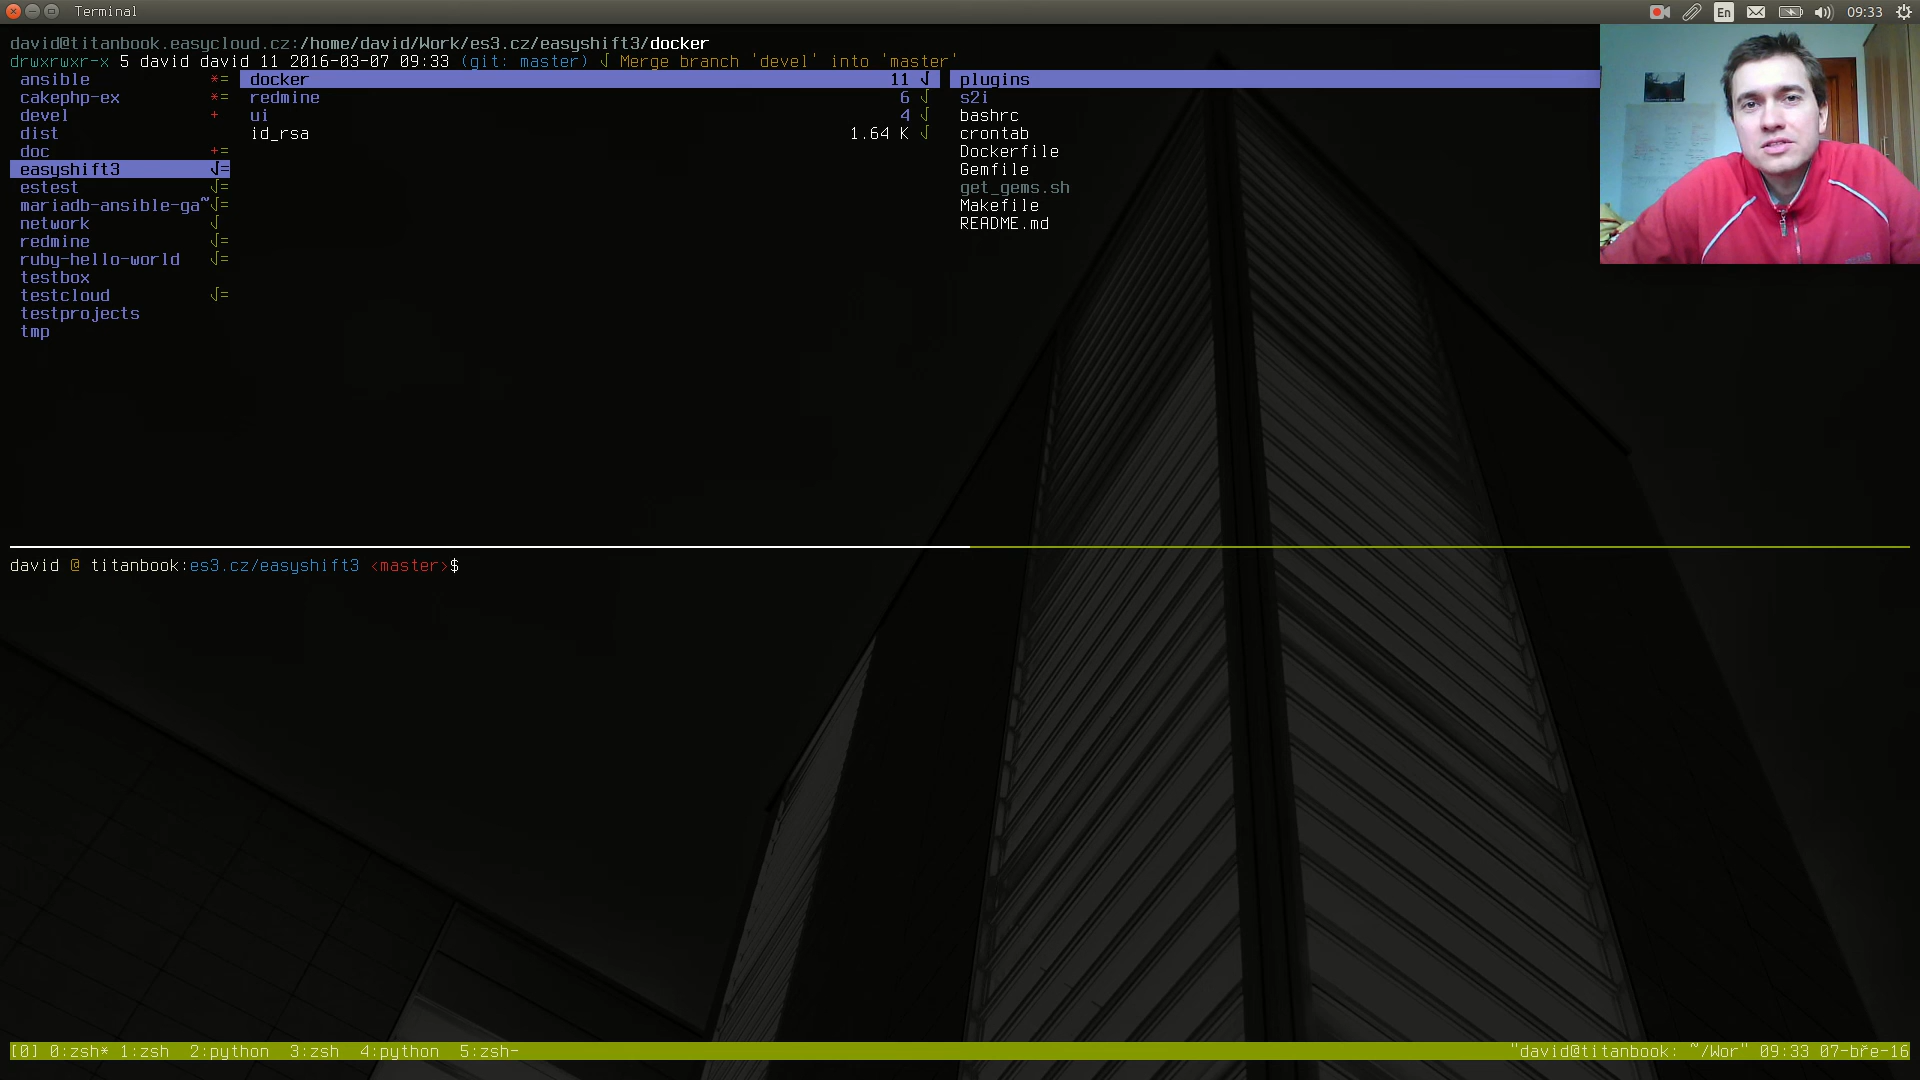 Terminal
En
09:33
david@titanbook.easycloud.cz:/home/david/Work/es3.cz/easyshift3/docker
drwxrwxr-x 5 david david 11 2016-03-07 09:33 (git: master) √ Merge branch 'devel' into 'master'
ansible *=
cakephp-ex *=
devel +
dist
doc +=
easyshift3 √=
estest √=
mariadb-ansible-ga~√=
network √
redmine √=
ruby-hello-world √=
testbox
testcloud √=
testprojects
tmp
docker 11 √
redmine 6 √
ui 4 √
id_rsa 1.64 K √
plugins
s2i
bashrc
crontab
Dockerfile
Gemfile
get_gems.sh
Makefile
README.md
david @ titanbook:es3.cz/easyshift3 <master>$
[0] 0:zsh* 1:zsh 2:python 3:zsh 4:python 5:zsh-
"david@titanbook: ~/Wor" 09:33 07-bře-16